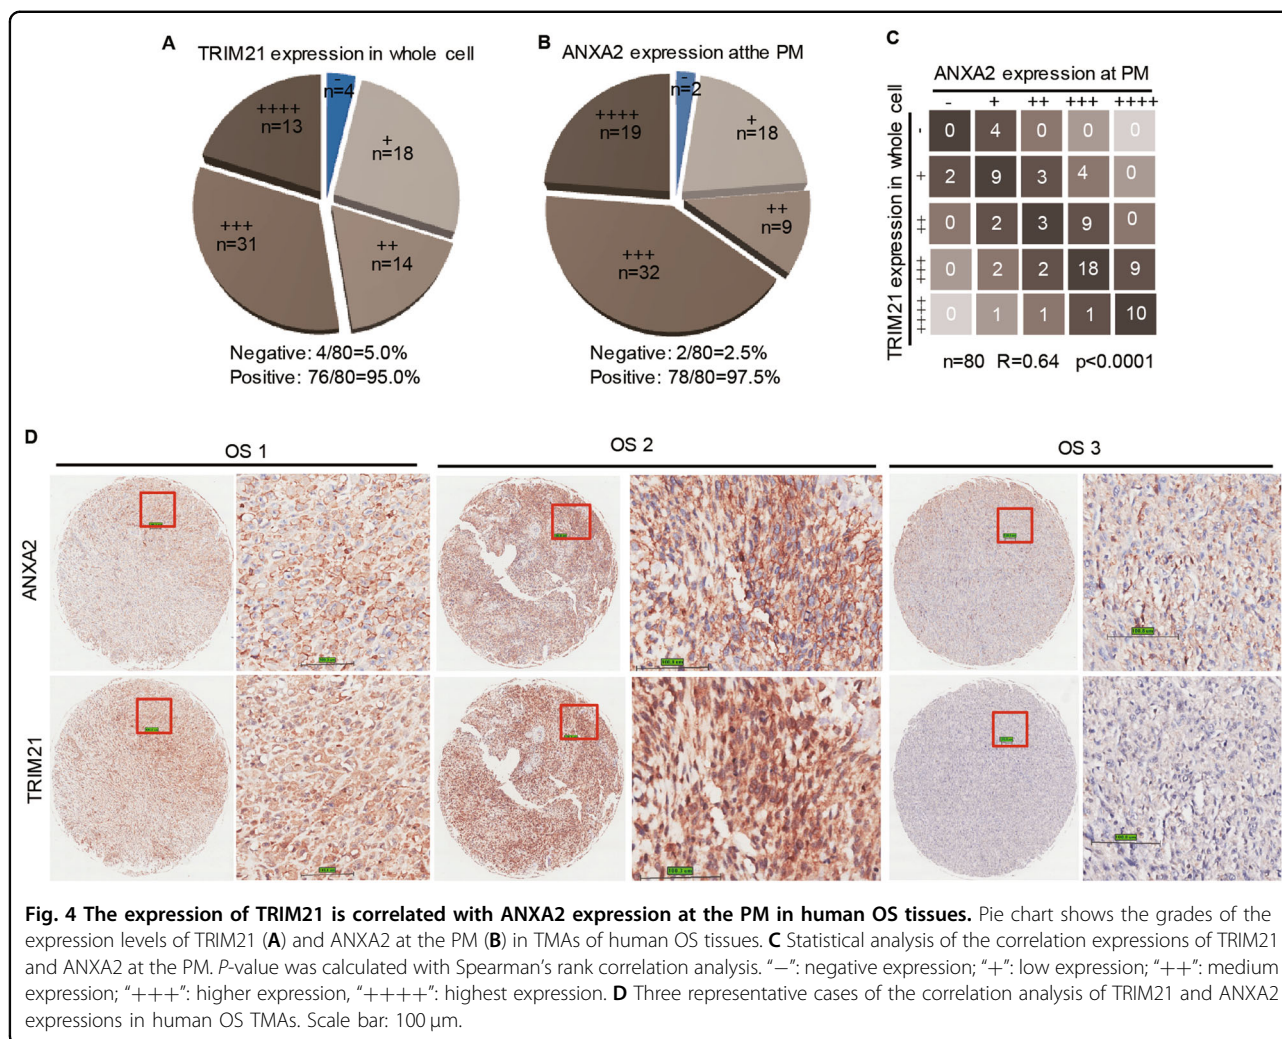 A
TRIM21 expression in whole cell
-
n=4
+
n=18
++
n=14
+++
n=31
++++
n=13
Negative: 4/80=5.0%
Positive: 76/80=95.0%
B
ANXA2 expression atthe PM
-
n=2
+
n=18
++
n=9
+++
n=32
++++
n=19
Negative: 2/80=2.5%
Positive: 78/80=97.5%
C
ANXA2 expression at PM
- + ++ +++ ++++
TRIM21 expression in whole cell
- 0 4 0 0 0
+ 2 9 3 4 0
++ 0 2 3 9 0
+++ 0 2 2 18 9
++++ 0 1 1 1 10
n=80 R=0.64 p<0.0001
D
OS 1 OS 2 OS 3
ANXA2
TRIM21
Fig. 4 The expression of TRIM21 is correlated with ANXA2 expression at the PM in human OS tissues. Pie chart shows the grades of the
expression levels of TRIM21 (A) and ANXA2 at the PM (B) in TMAs of human OS tissues. C Statistical analysis of the correlation expressions of TRIM21
and ANXA2 at the PM. P-value was calculated with Spearman's rank correlation analysis. “−”: negative expression; “+”: low expression; “++”: medium
expression; “+++”: higher expression, “++++”: highest expression. D Three representative cases of the correlation analysis of TRIM21 and ANXA2
expressions in human OS TMAs. Scale bar: 100 μm.